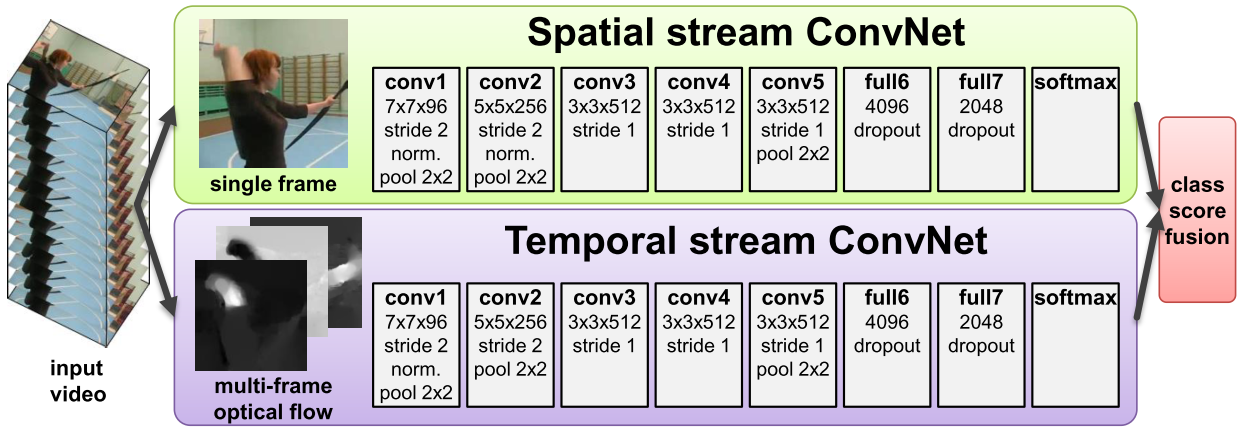 Spatial stream ConvNet
single frame
conv1
7x7x96
stride 2
norm.
pool 2x2
conv2
5x5x256
stride 2
norm.
pool 2x2
conv3
3x3x512
stride 1
conv4
3x3x512
stride 1
conv5
3x3x512
stride 1
pool 2x2
full6
4096
dropout
full7
2048
dropout
softmax
input
video
Temporal stream ConvNet
multi-frame
optical flow
conv1
7x7x96
stride 2
norm.
pool 2x2
conv2
5x5x256
stride 2
pool 2x2
conv3
3x3x512
stride 1
conv4
3x3x512
stride 1
conv5
3x3x512
stride 1
pool 2x2
full6
4096
dropout
full7
2048
dropout
softmax
class
score
fusion